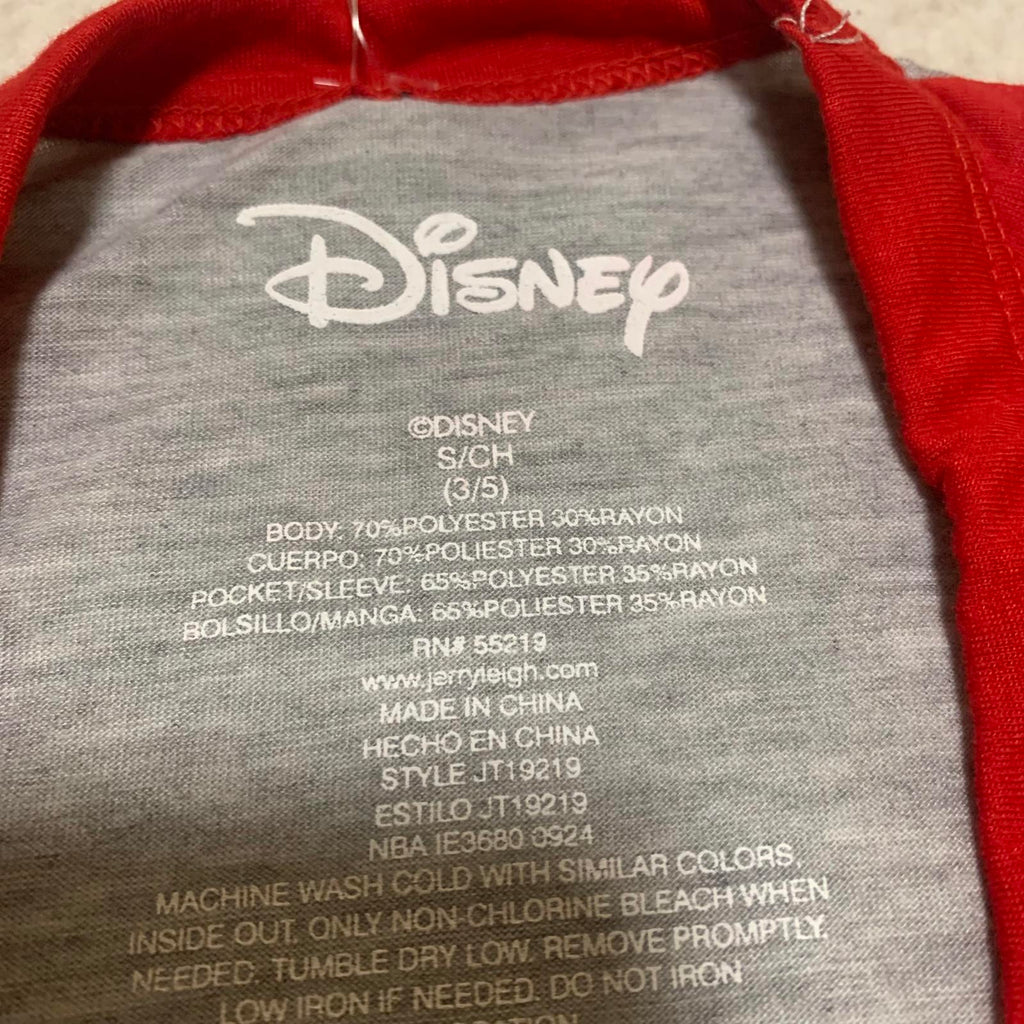 Disney
©DISNEY
S/CH
(3/5)
BODY: 70%POLYESTER 30%RAYON
CUERPO: 70%POLIESTER 30%RAYON
POCKET/SLEEVE: 65%POLYESTER 35%RAYON
BOLSILLO/MANGA: 65%POLIESTER 35%RAYON
RN# 55219
www.jerryleigh.com
MADE IN CHINA
HECHO EN CHINA
STYLE JT19219
ESTILO JT19219
NBA IE3680 0924
MACHINE WASH COLD WITH SIMILAR COLORS,
INSIDE OUT. ONLY NON-CHLORINE BLEACH WHEN
NEEDED. TUMBLE DRY LOW. REMOVE PROMPTLY.
LOW IRON IF NEEDED. DO NOT IRON